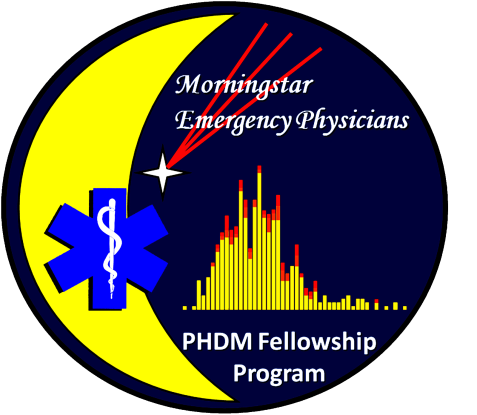 Morningstar
Emergency Physicians
PHDM Fellowship
Program